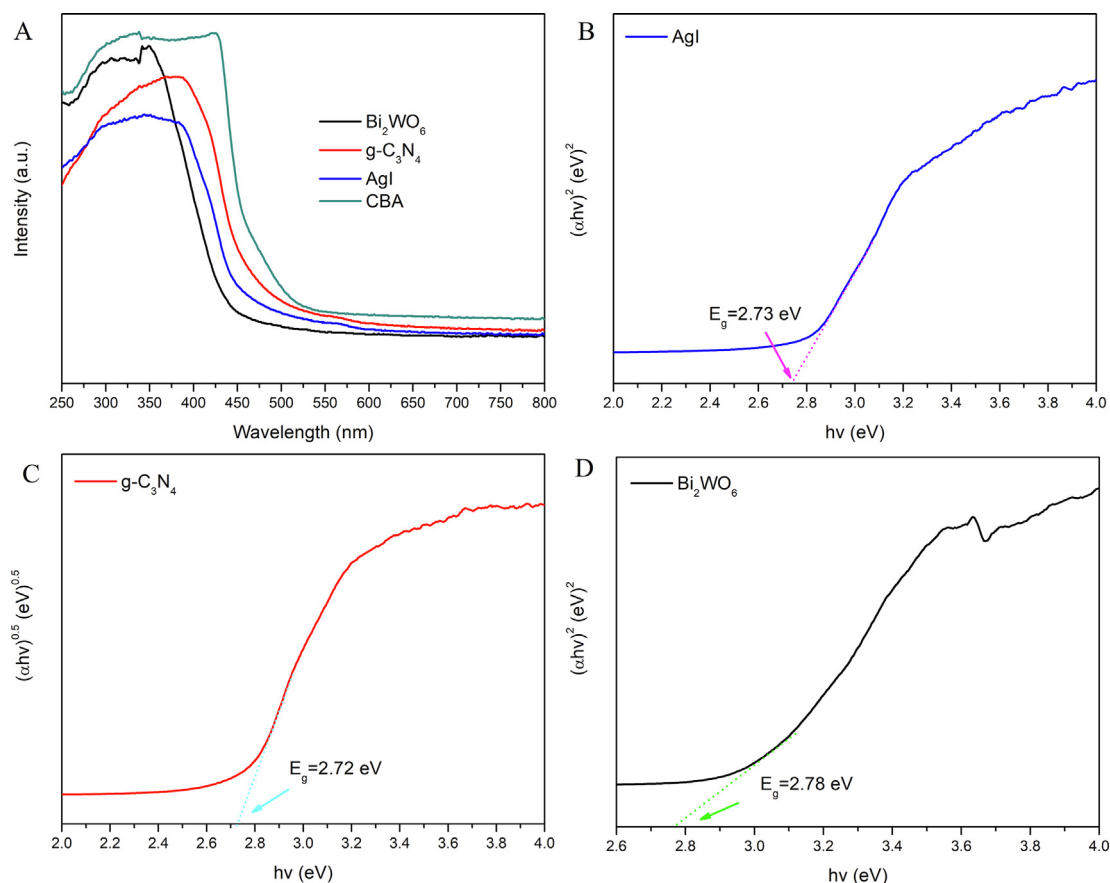 A
Intensity (a.u.)
Bi₂WO₆
g-C₃N₄
AgI
CBA
250 300 350 400 450 500 550 600 650 700 750 800
Wavelength (nm)
B
AgI
(αhν)² (eV)²
E_g=2.73 eV
2.0 2.2 2.4 2.6 2.8 3.0 3.2 3.4 3.6 3.8 4.0
hν (eV)
C
g-C₃N₄
(αhν)^0.5 (eV)^0.5
E_g=2.72 eV
2.0 2.2 2.4 2.6 2.8 3.0 3.2 3.4 3.6 3.8 4.0
hν (eV)
D
Bi₂WO₆
(αhν)² (eV)²
E_g=2.78 eV
2.6 2.8 3.0 3.2 3.4 3.6 3.8 4.0
hν (eV)